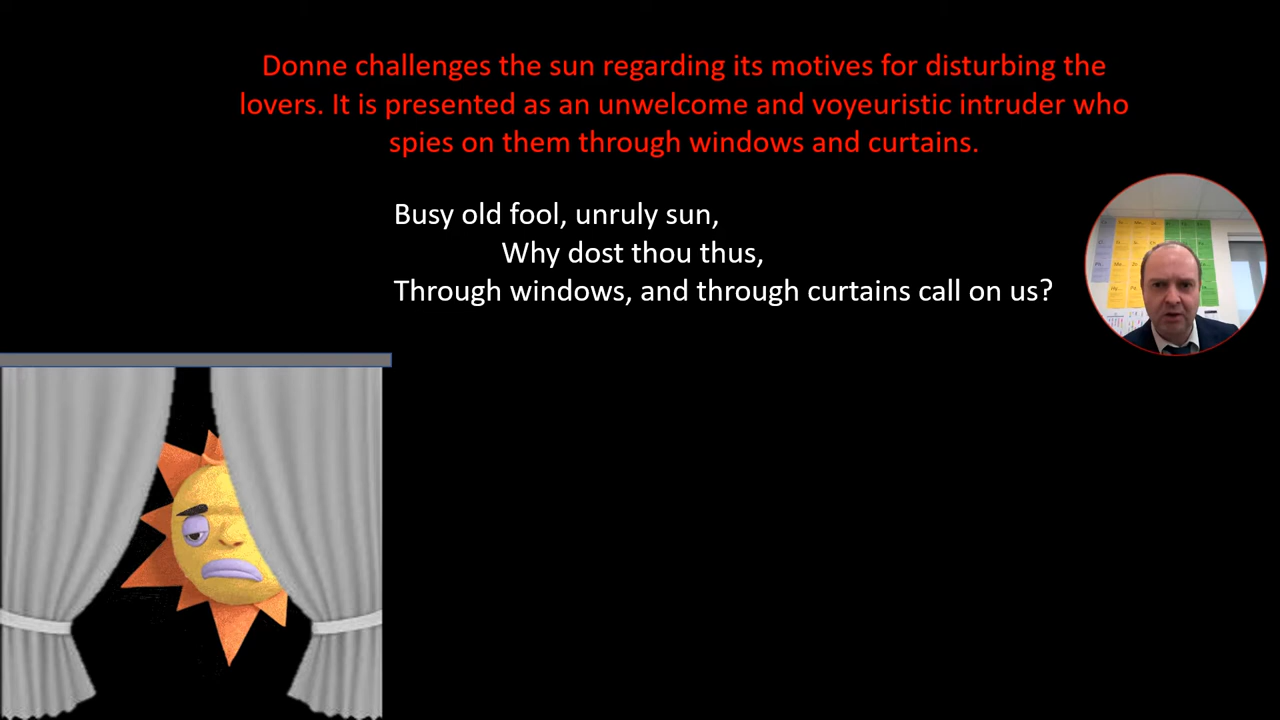 Donne challenges the sun regarding its motives for disturbing the
lovers. It is presented as an unwelcome and voyeuristic intruder who
spies on them through windows and curtains.
Busy old fool, unruly sun,
Why dost thou thus,
Through windows, and through curtains call on us?